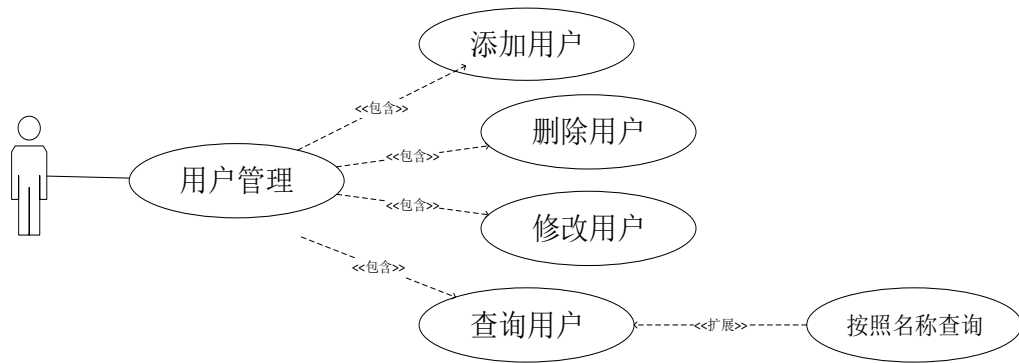 添加用户
<<包含>>
删除用户
<<包含>>
用户管理
<<包含>>
修改用户
<<包含>>
查询用户
<<扩展>>
按照名称查询